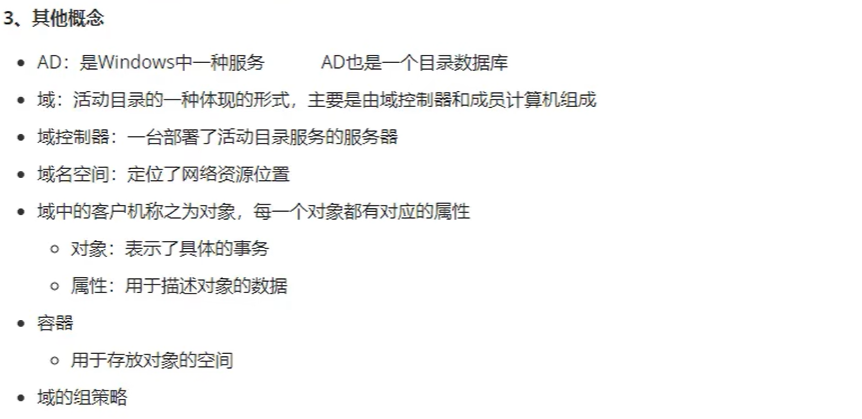 3、其他概念
AD：是Windows中一种服务 AD也是一个目录数据库
域：活动目录的一种体现的形式，主要是由域控制器和成员计算机组成
域控制器：一台部署了活动目录服务的服务器
域名空间：定位了网络资源位置
域中的客户机称之为对象，每一个对象都有对应的属性
对象：表示了具体的事务
属性：用于描述对象的数据
容器
用于存放对象的空间
域的组策略